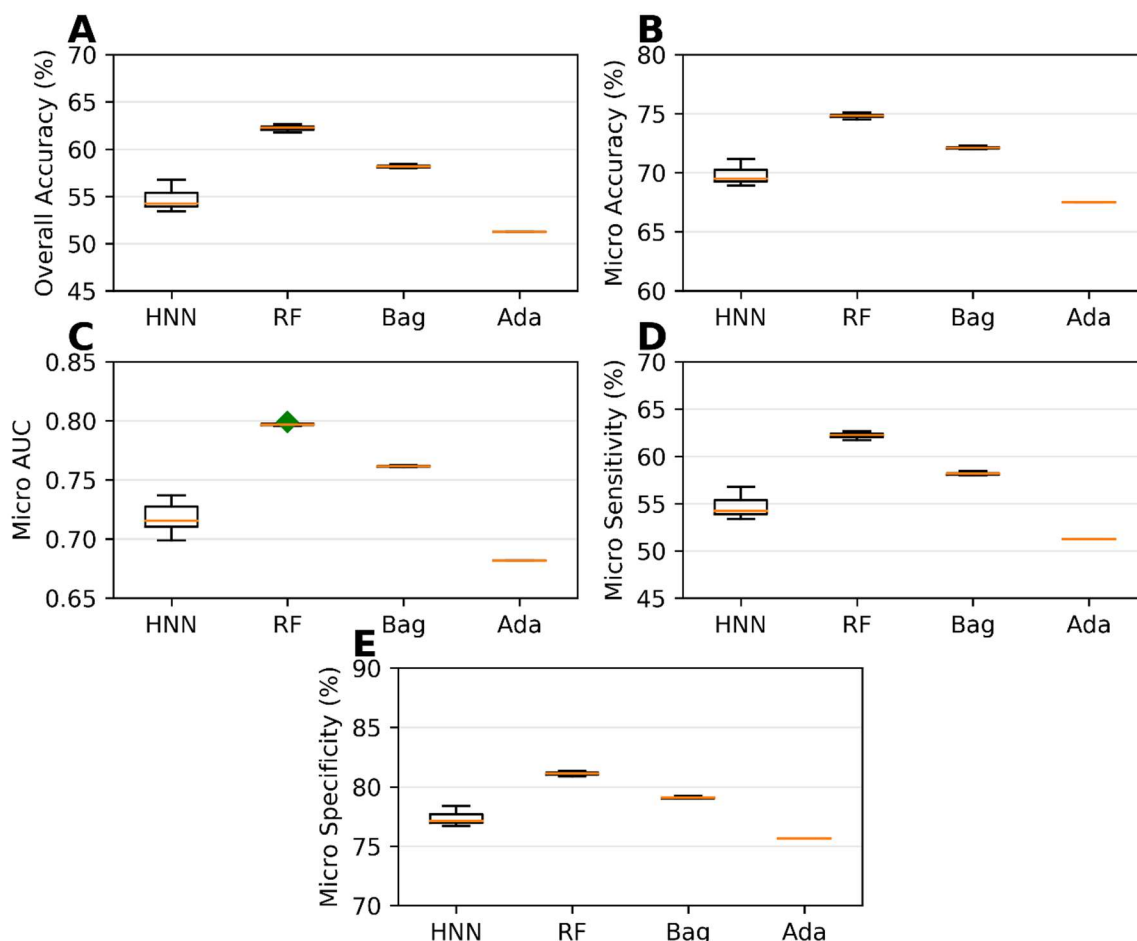 A
Overall Accuracy (%)
70
65
60
55
50
45
HNN RF Bag Ada
B
Micro Accuracy (%)
80
75
70
65
60
HNN RF Bag Ada
C
Micro AUC
0.85
0.80
0.75
0.70
0.65
HNN RF Bag Ada
D
Micro Sensitivity (%)
70
65
60
55
50
45
HNN RF Bag Ada
E
Micro Specificity (%)
90
85
80
75
70
HNN RF Bag Ada